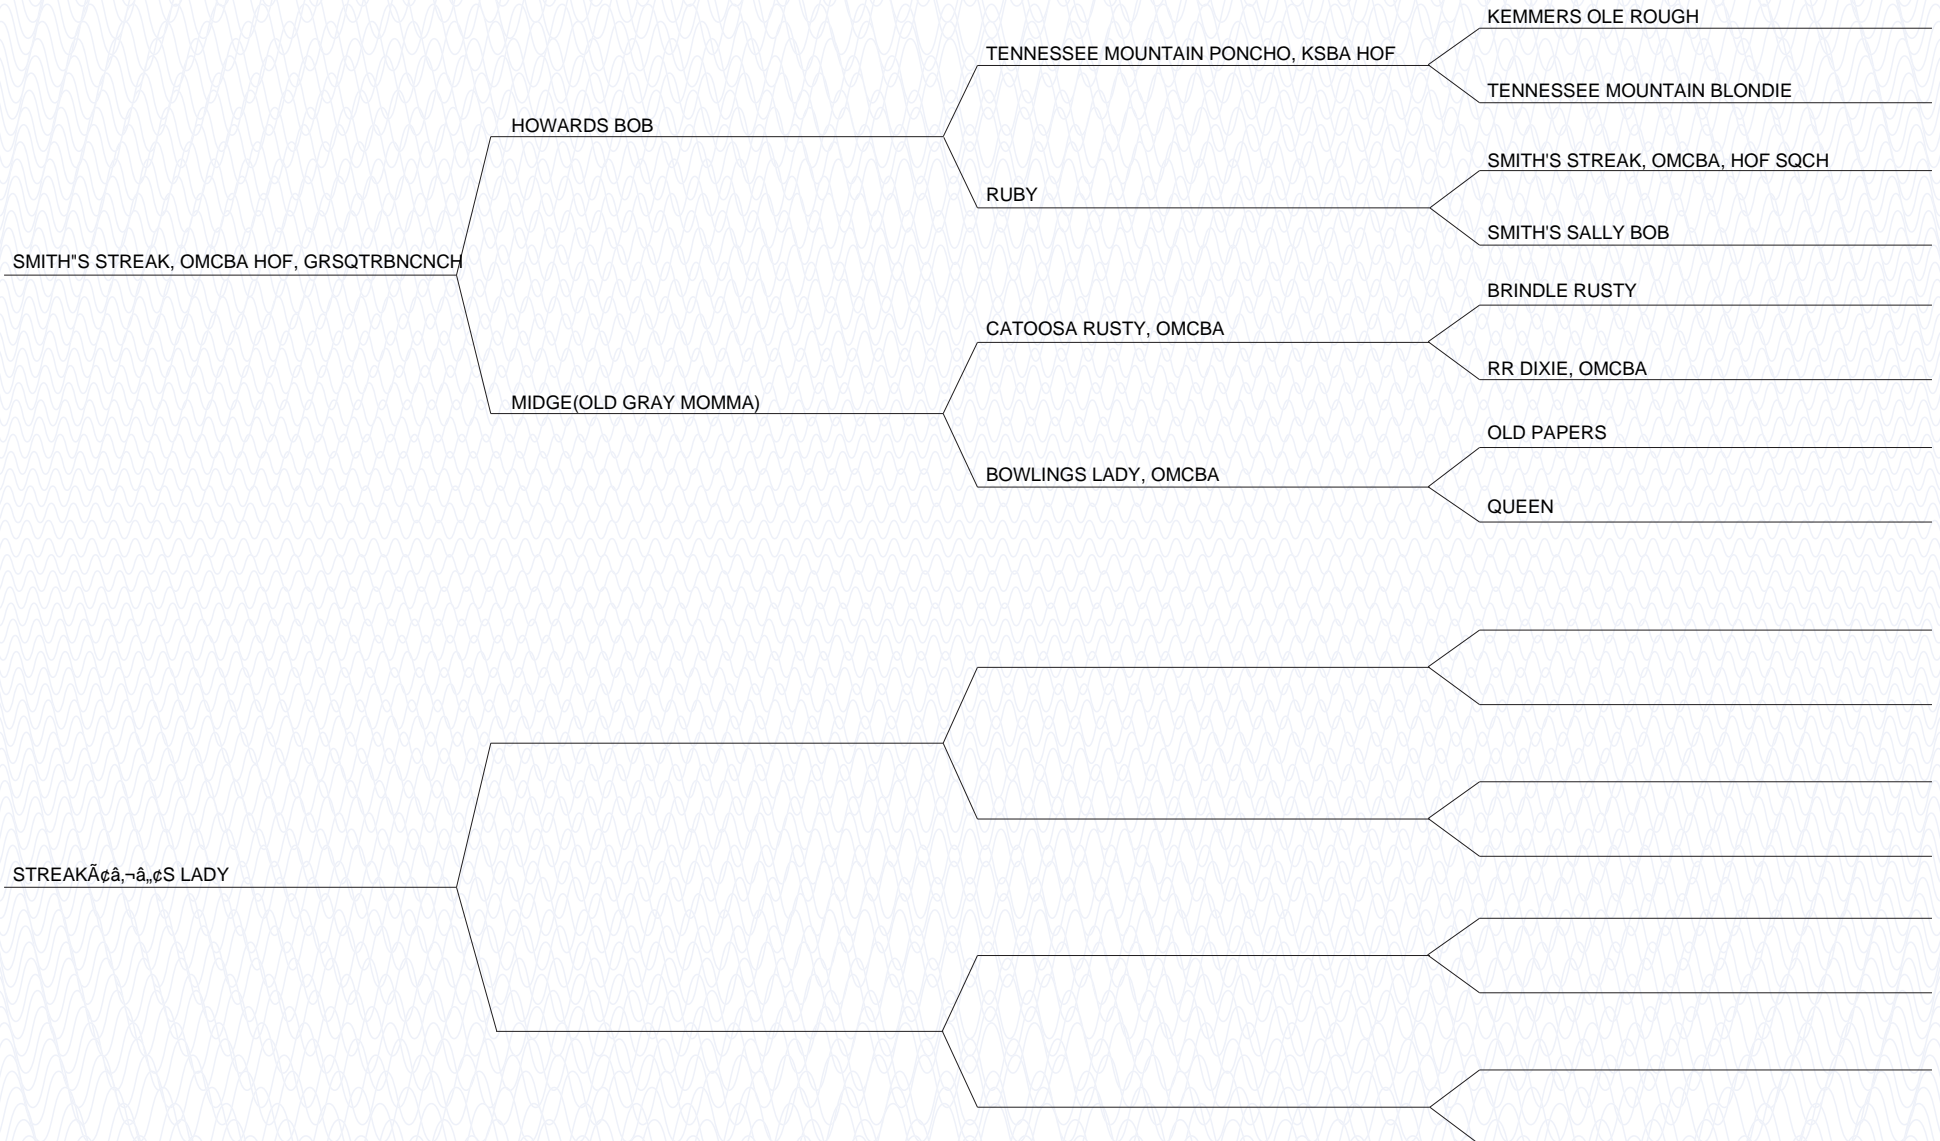 KEMMERS OLE ROUGH
TENNESSEE MOUNTAIN PONCHO, KSBA HOF
TENNESSEE MOUNTAIN BLONDIE
HOWARDS BOB
SMITH'S STREAK, OMCBA, HOF SQCH
RUBY
SMITH'S SALLY BOB
SMITH"S STREAK, OMCBA HOF, GRSQTRBNCNCH
BRINDLE RUSTY
CATOOSA RUSTY, OMCBA
RR DIXIE, OMCBA
MIDGE(OLD GRAY MOMMA)
OLD PAPERS
BOWLINGS LADY, OMCBA
QUEEN
STREAKÃ¢â‚¬â„¢S LADY